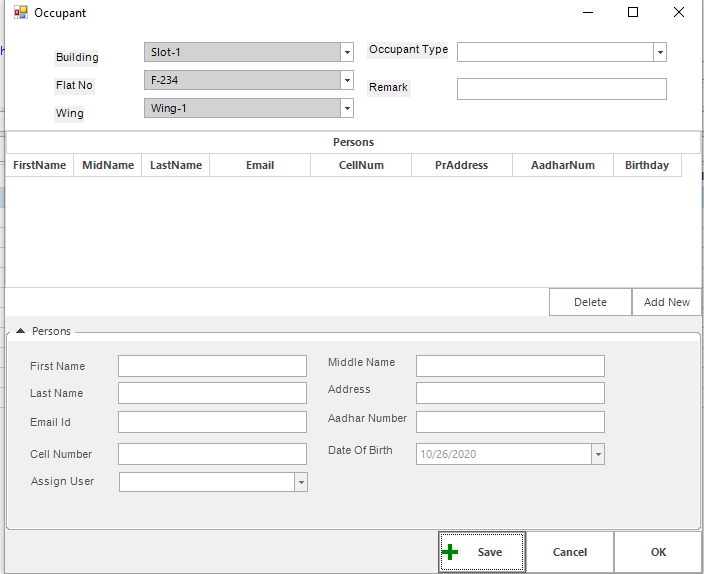 Occupant
Building Slot-1 Occupant Type
Flat No F-234 Remark
Wing Wing-1
Persons
FirstName MidName LastName Email CellNum PrAddress AadharNum Birthday
Delete Add New
Persons
First Name Middle Name
Last Name Address
Email Id Aadhar Number
Cell Number Date Of Birth 10/26/2020
Assign User
Save Cancel OK